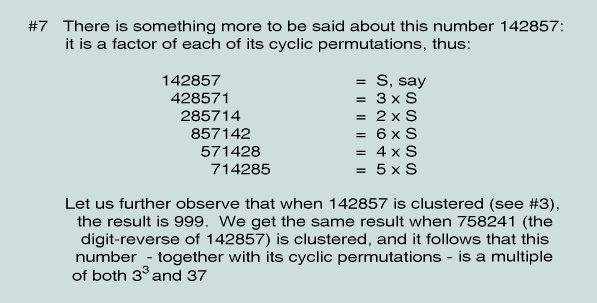 #7 There is something more to be said about this number 142857:
it is a factor of each of its cyclic permutations, thus:
142857 = S, say
428571 = 3 x S
285714 = 2 x S
857142 = 6 x S
571428 = 4 x S
714285 = 5 x S
Let us further observe that when 142857 is clustered (see #3),
the result is 999. We get the same result when 758241 (the
digit-reverse of 142857) is clustered, and it follows that this
number - together with its cyclic permutations - is a multiple
of both 3³ and 37